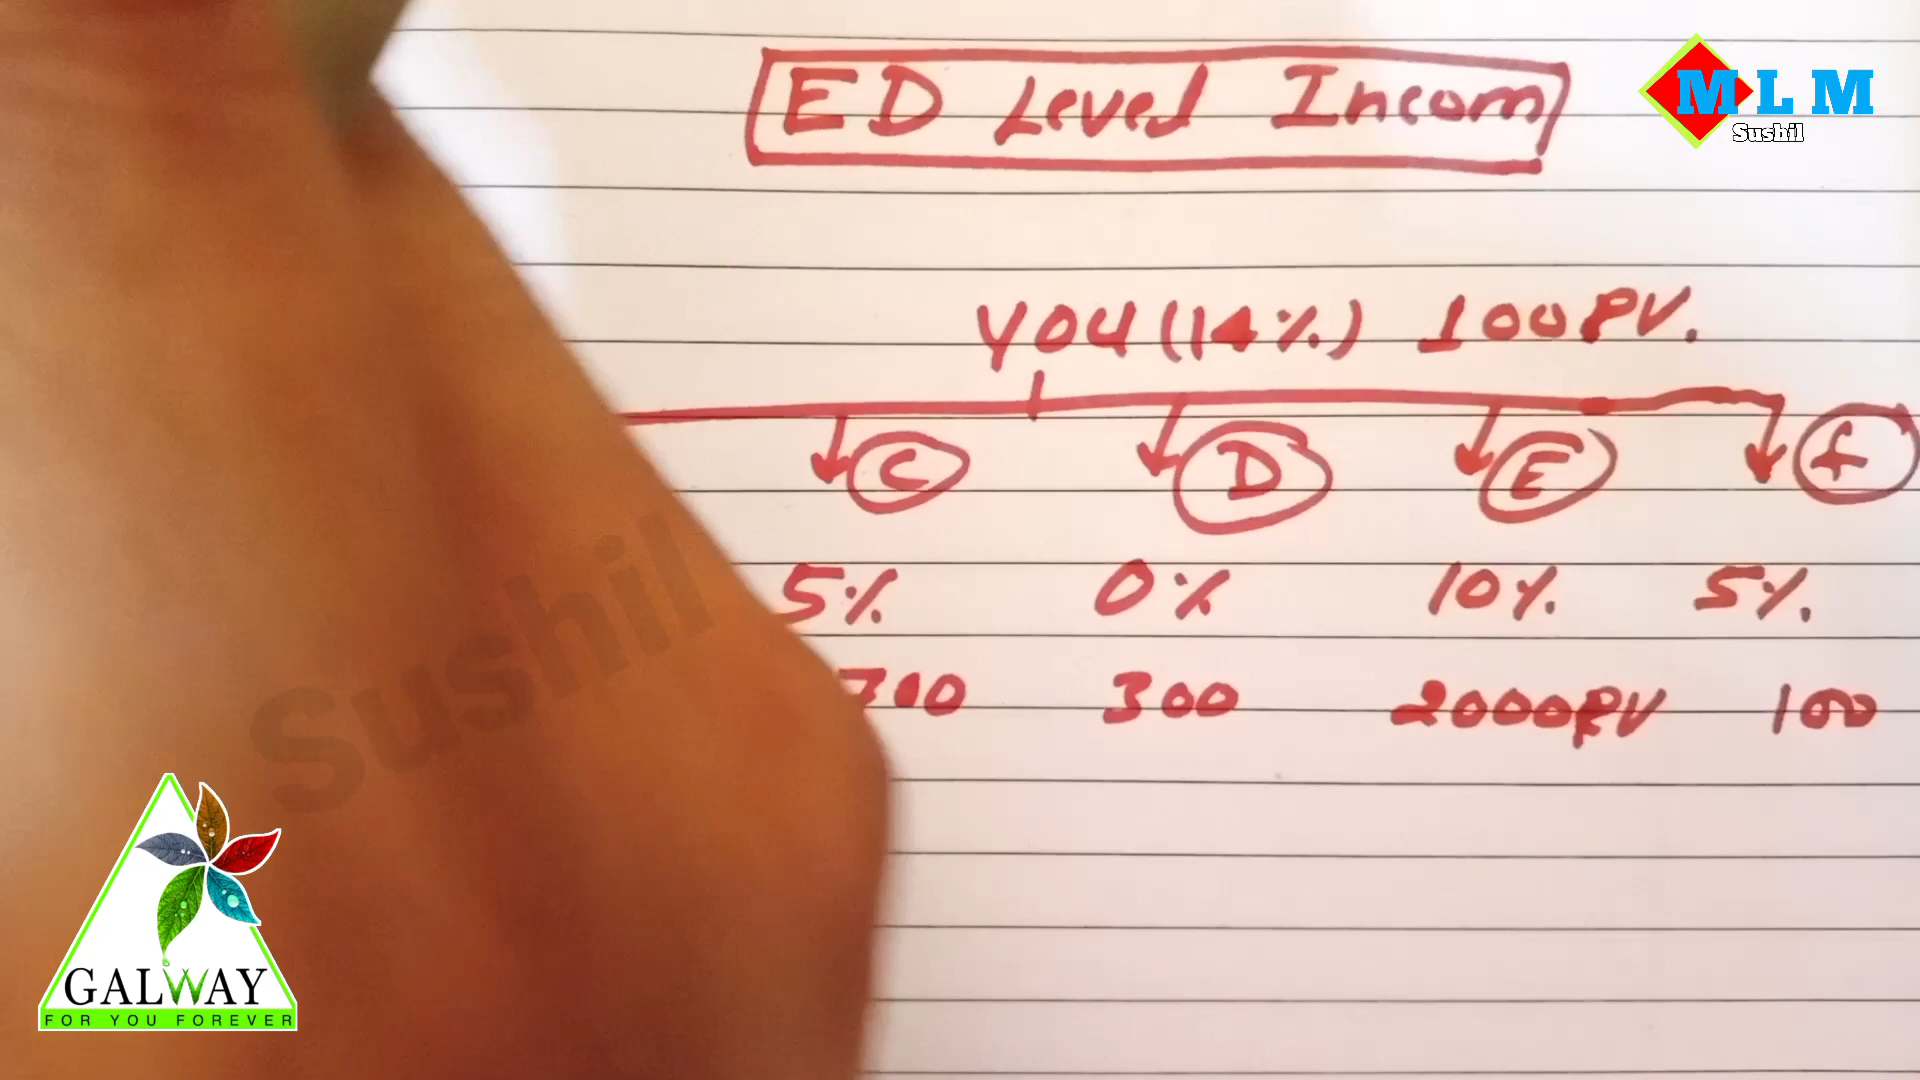 ED Level Incom
M L M
Sushil
YOU (14%) 100PV.
C D E f
5% 0% 10% 5%.
700 300 2000PV 100
Sushil
GALWAY
FOR YOU FOREVER